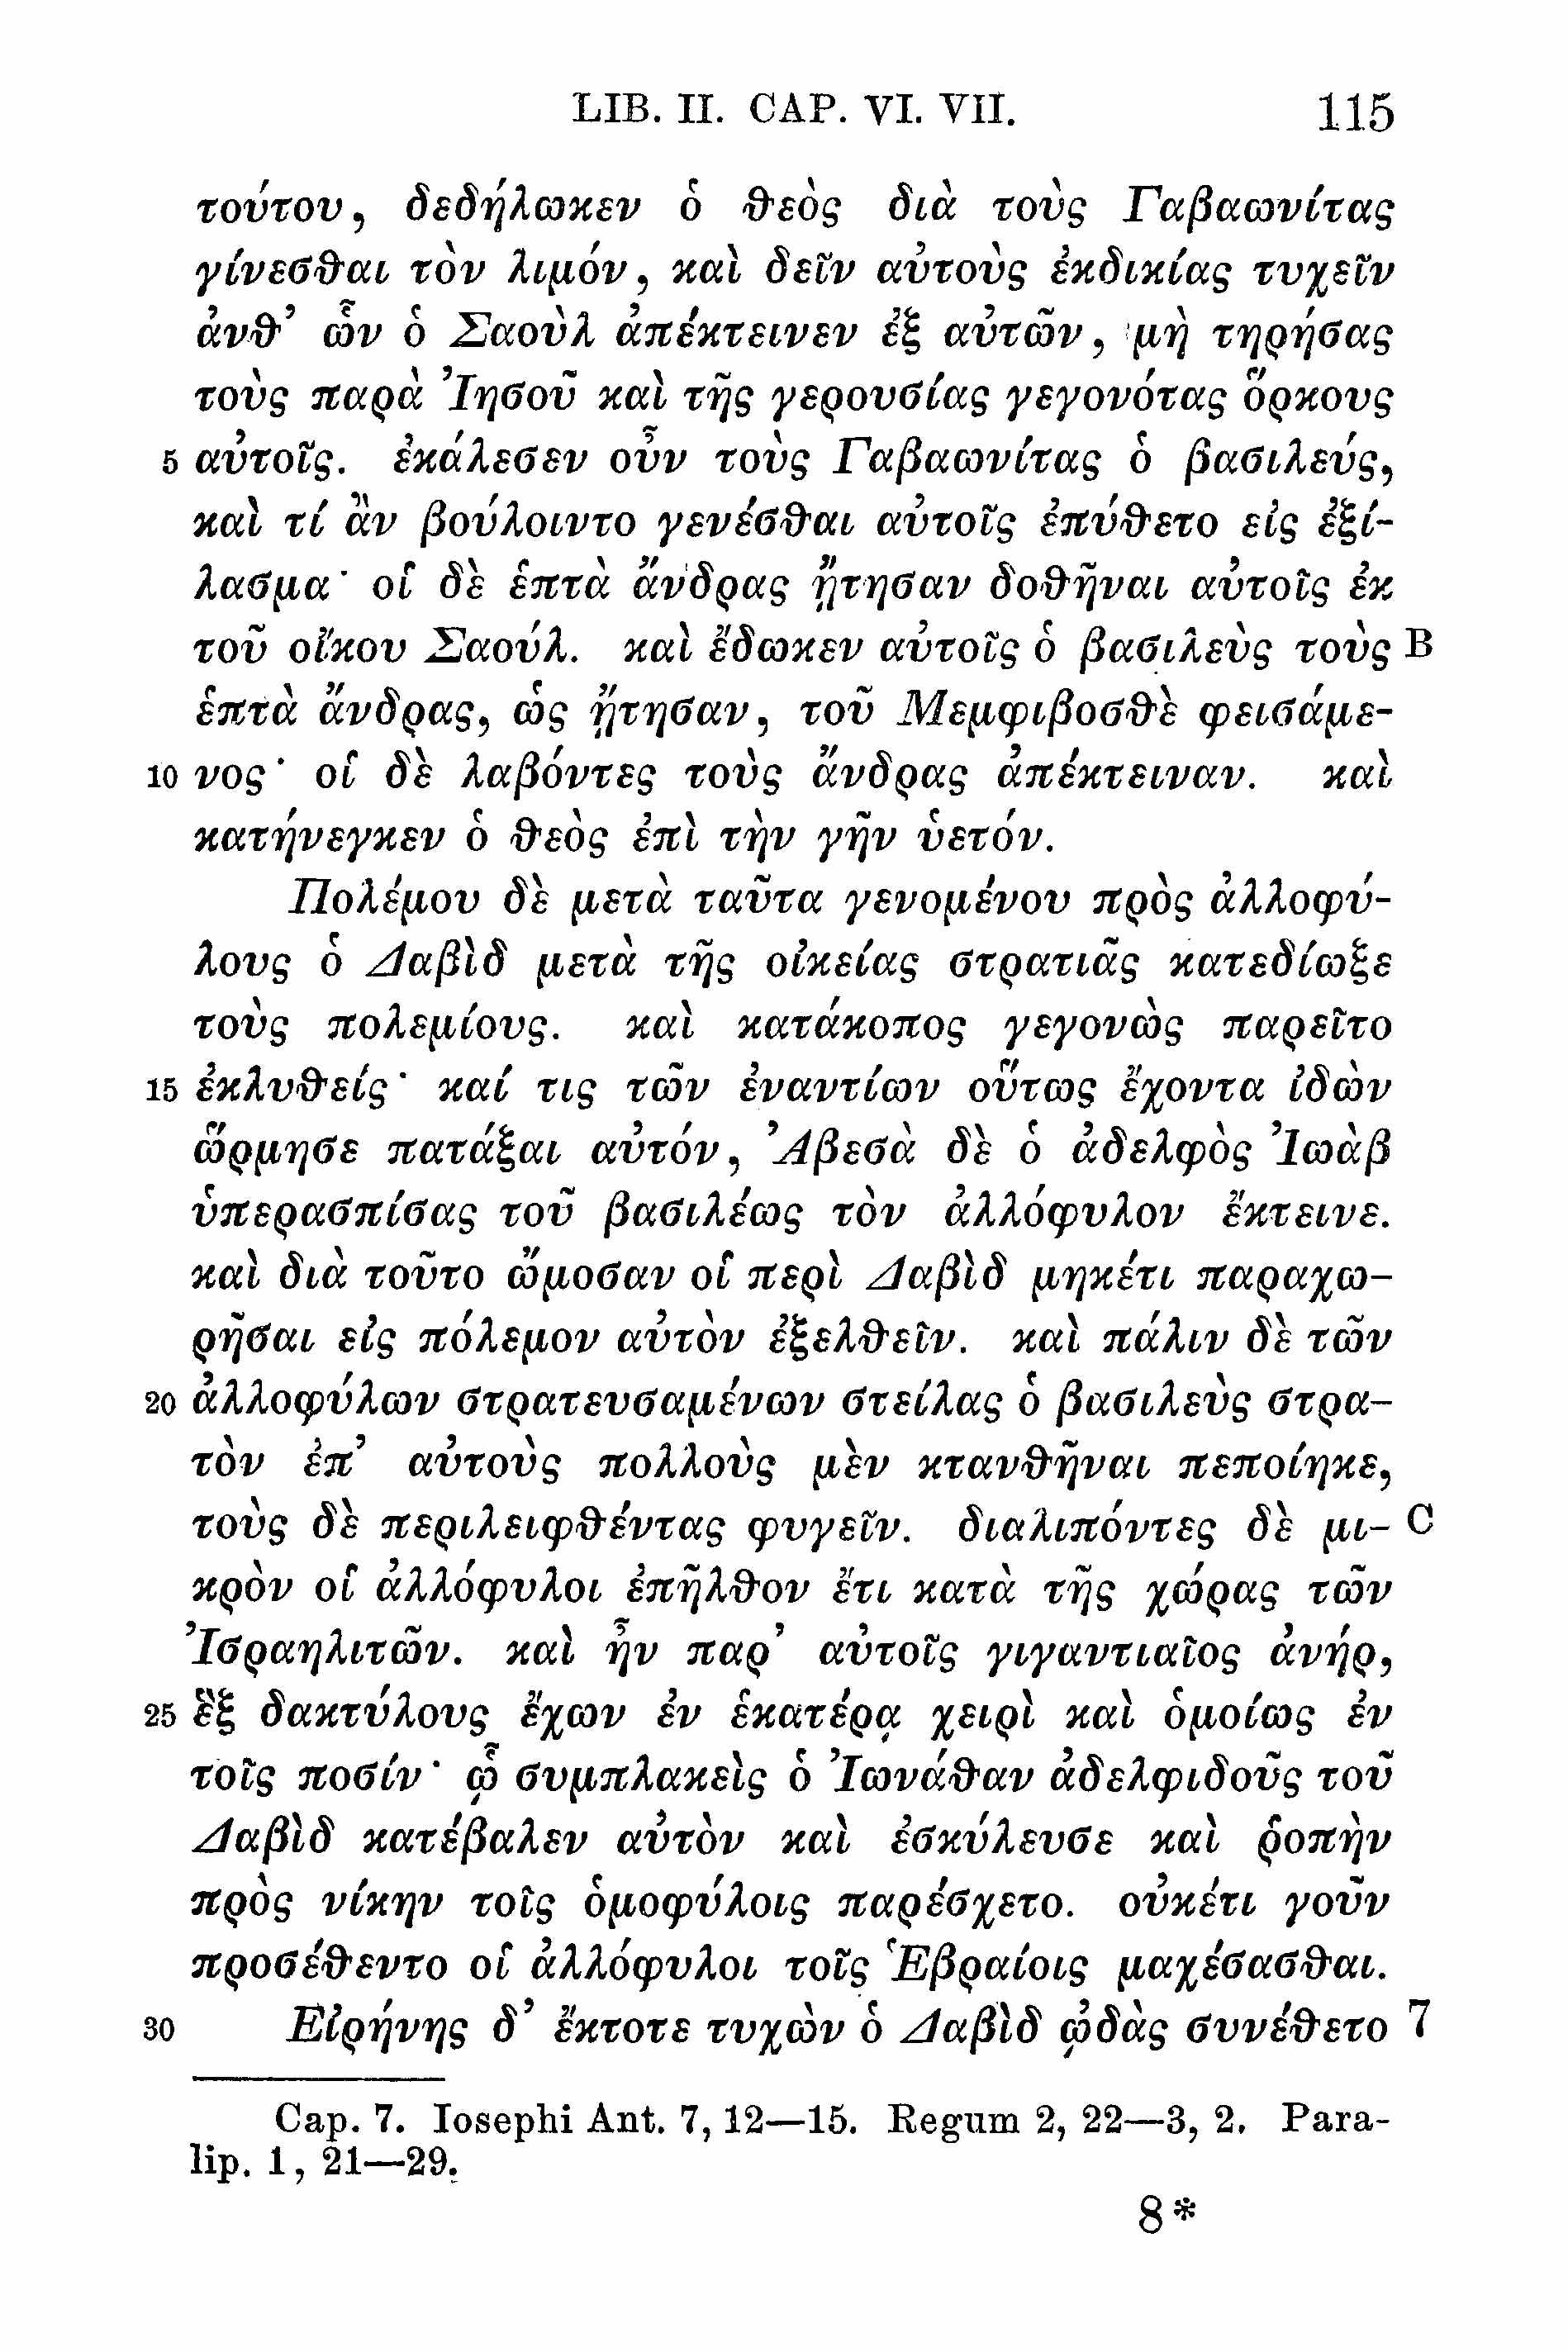 LIB. II. CAP. VI. VII. 115
τούτου, δεδήλωκεν ὁ ϑεὸς διὰ τοὺς Γαβαωνίτας
γίνεσϑαι τὸν λιμόν, καὶ δεῖν αὐτοὺς ἐκδικίας τυχεῖν
ἀνϑ’ ὧν ὁ Σαοὺλ ἀπέκτεινεν ἐξ αὐτῶν, μὴ τηρήσας
τοὺς παρὰ Ἰησοῦ καὶ τῆς γερουσίας γεγονότας ὅρκους
5 αὐτοῖς. ἐκάλεσεν οὖν τοὺς Γαβαωνίτας ὁ βασιλεύς,
καὶ τί ἂν βούλοιντο γενέσϑαι αὐτοῖς ἐπύϑετο εἰς ἐξί-
λασμα· οἱ δὲ ἑπτὰ ἄνδρας ᾔτησαν δοϑῆναι αὐτοῖς ἐκ
τοῦ οἴκου Σαούλ. καὶ ἔδωκεν αὐτοῖς ὁ βασιλεὺς τοὺς B
ἑπτὰ ἄνδρας, ὡς ᾔτησαν, τοῦ Μεμφιβοσϑὲ φεισάμε-
10 νος· οἱ δὲ λαβόντες τοὺς ἄνδρας ἀπέκτειναν. καὶ
κατήνεγκεν ὁ ϑεὸς ἐπὶ τὴν γῆν ὑετόν.
Πολέμου δὲ μετὰ ταῦτα γενομένου πρὸς ἀλλοφύ-
λους ὁ Δαβὶδ μετὰ τῆς οἰκείας στρατιᾶς κατεδίωξε
τοὺς πολεμίους. καὶ κατάκοπος γεγονὼς παρεῖτο
15 ἐκλυϑείς· καί τις τῶν ἐναντίων οὕτως ἔχοντα ἰδὼν
ὥρμησε πατάξαι αὐτόν, Ἀβεσὰ δὲ ὁ ἀδελφὸς Ἰωὰβ
ὑπερασπίσας τοῦ βασιλέως τὸν ἀλλόφυλον ἔκτεινε.
καὶ διὰ τοῦτο ὤμοσαν οἱ περὶ Δαβὶδ μηκέτι παραχω-
ρῆσαι εἰς πόλεμον αὐτὸν ἐξελϑεῖν. καὶ πάλιν δὲ τῶν
20 ἀλλοφύλων στρατευσαμένων στείλας ὁ βασιλεὺς στρα-
τὸν ἐπ’ αὐτοὺς πολλοὺς μὲν κτανϑῆναι πεποίηκε,
τοὺς δὲ περιλειφϑέντας φυγεῖν. διαλιπόντες δὲ μι- C
κρὸν οἱ ἀλλόφυλοι ἐπῆλϑον ἔτι κατὰ τῆς χώρας τῶν
Ἰσραηλιτῶν. καὶ ἦν παρ’ αὐτοῖς γιγαντιαῖος ἀνήρ,
25 ἓξ δακτύλους ἔχων ἐν ἑκατέρᾳ χειρὶ καὶ ὁμοίως ἐν
τοῖς ποσίν· ᾧ συμπλακεὶς ὁ Ἰωνάϑαν ἀδελφιδοῦς τοῦ
Δαβὶδ κατέβαλεν αὐτὸν καὶ ἐσκύλευσε καὶ ῥοπὴν
πρὸς νίκην τοῖς ὁμοφύλοις παρέσχετο. οὐκέτι γοῦν
προσέϑεντο οἱ ἀλλόφυλοι τοῖς Ἑβραίοις μαχέσασϑαι.
30 Εἰρήνης δ’ ἔκτοτε τυχὼν ὁ Δαβὶδ ᾠδὰς συνέϑετο 7
Cap. 7. Iosephi Ant. 7, 12—15. Regum 2, 22—3, 2. Para-
lip. 1, 21—29.
8*